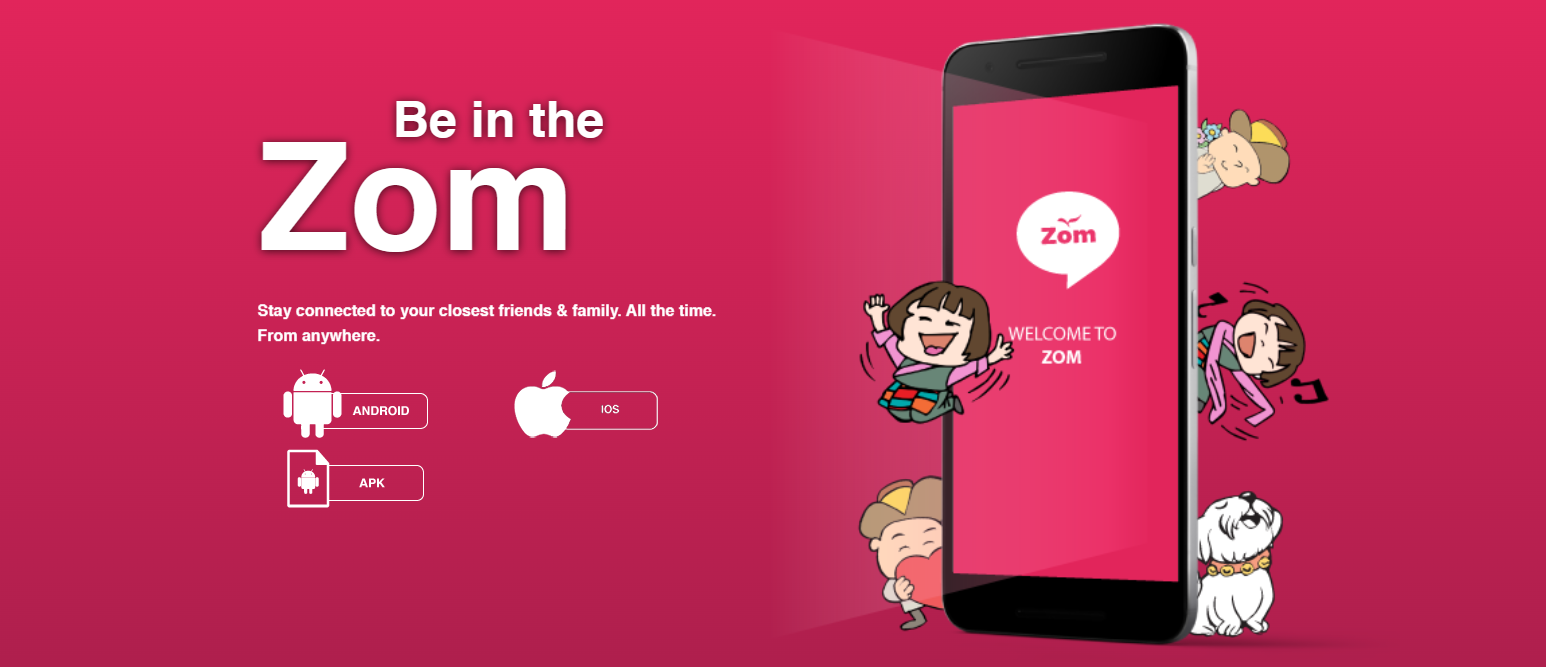 Be in the
Zom
Stay connected to your closest friends & family. All the time.
From anywhere.
ANDROID
IOS
APK
Zom
WELCOME TO
ZOM